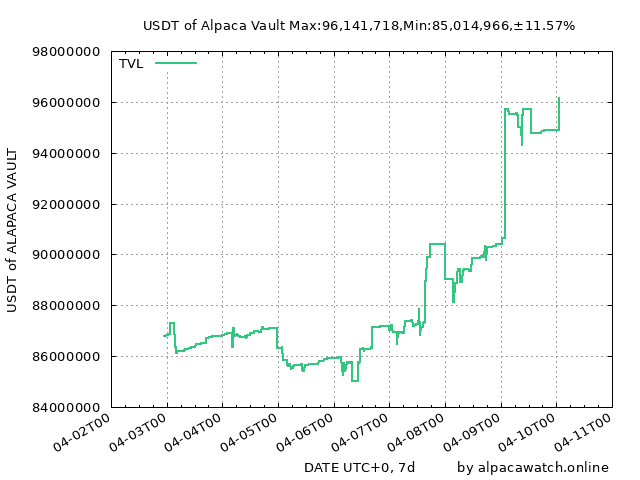 USDT of Alpaca Vault Max:96,141,718,Min:85,014,966,±11.57%
TVL
98000000
96000000
94000000
92000000
90000000
88000000
86000000
84000000
USDT of ALAPACA VAULT
04-02T00
04-03T00
04-04T00
04-05T00
04-06T00
04-07T00
04-08T00
04-09T00
04-10T00
04-11T00
DATE UTC+0, 7d
by alpacawatch.online